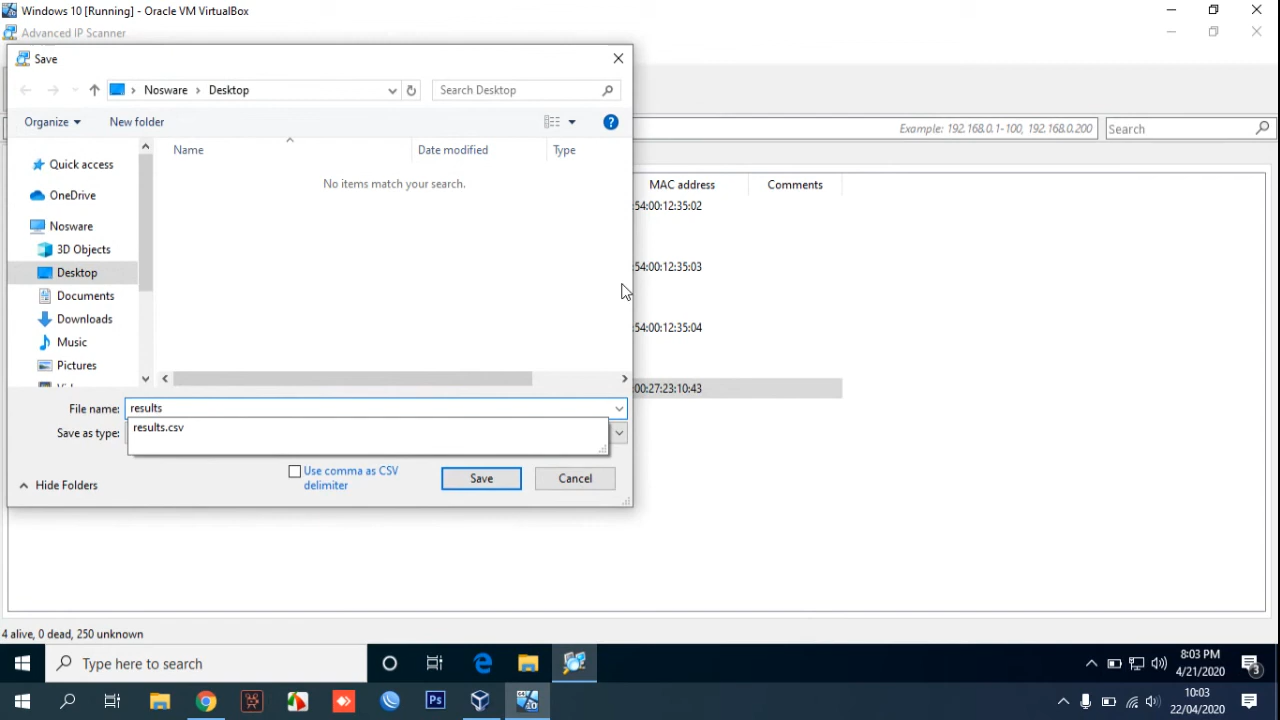 Windows 10 [Running] - Oracle VM VirtualBox
Advanced IP Scanner
Save
Nosware
Desktop
Search Desktop
Organize
New folder
Example: 192.168.0.1-100, 192.168.0.200
Search
Name
Date modified
Type
No items match your search.
Quick access
OneDrive
Nosware
3D Objects
Desktop
Documents
Downloads
Music
Pictures
MAC address
Comments
54:00:12:35:02
54:00:12:35:03
54:00:12:35:04
00:27:23:10:43
File name:
results
results.csv
Save as type:
Use comma as CSV
delimiter
Save
Cancel
Hide Folders
4 alive, 0 dead, 250 unknown
Type here to search
8:03 PM
4/21/2020
3
Ps
10:03
22/04/2020